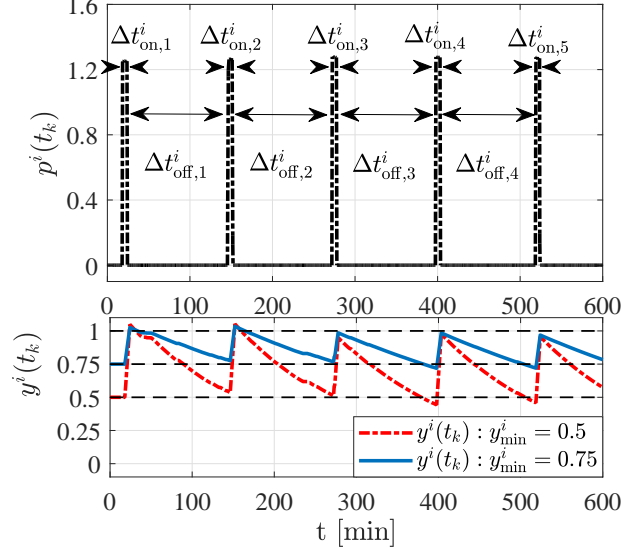 1.6
Δt^i_on,1 Δt^i_on,2 Δt^i_on,3 Δt^i_on,4 Δt^i_on,5
1.2
p^i(t_k)
0.8
Δt^i_off,1 Δt^i_off,2 Δt^i_off,3 Δt^i_off,4
0.4
0
0 100 200 300 400 500 600
1
0.75
y^i(t_k)
0.5
0.25
0
y^i(t_k) : y^i_min = 0.5
y^i(t_k) : y^i_min = 0.75
0 100 200 300 400 500 600
t [min]